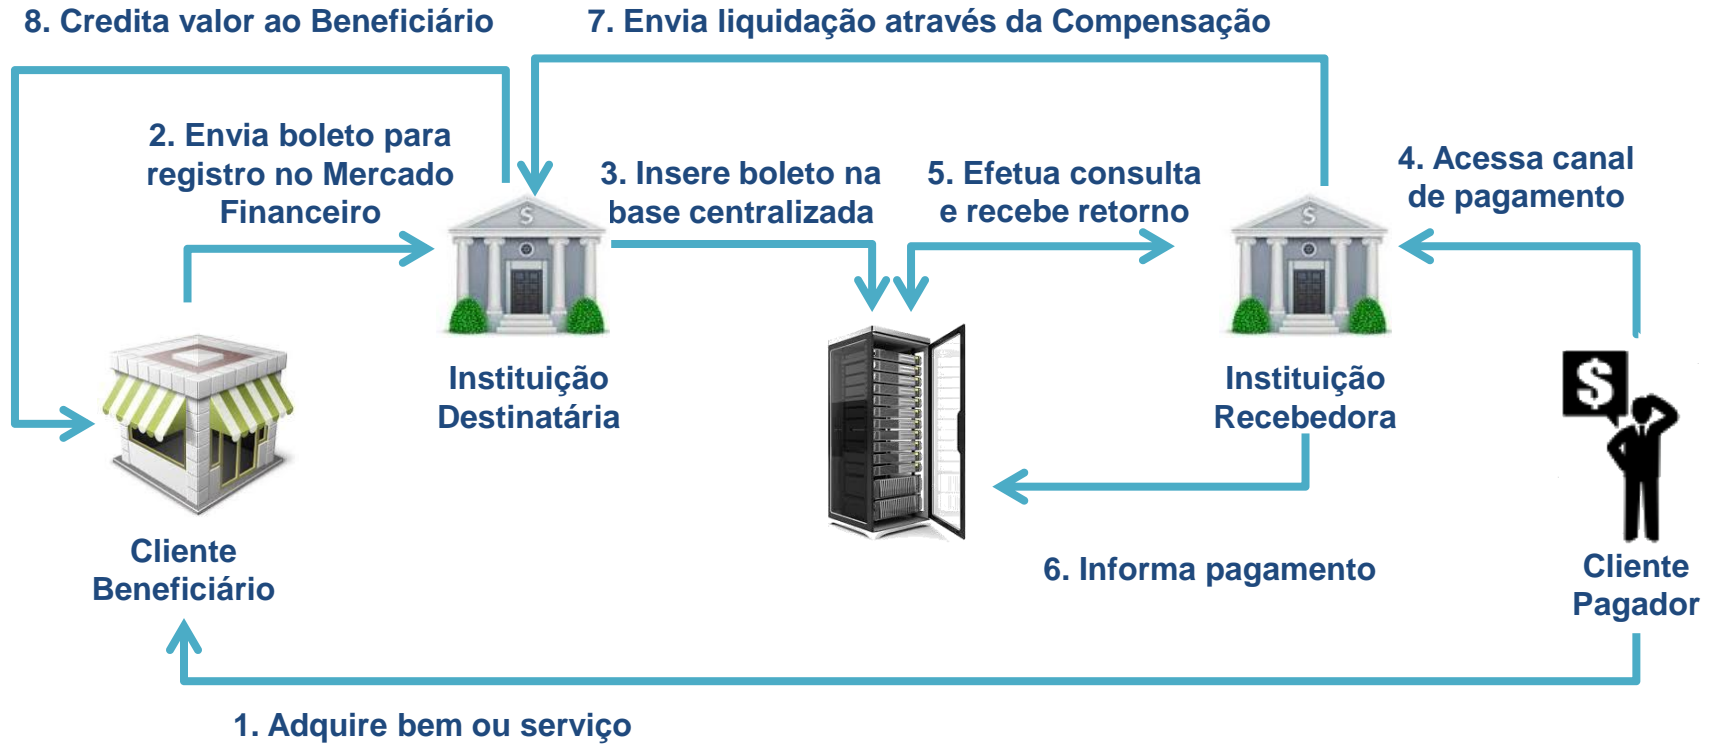 8. Credita valor ao Beneficiário
7. Envia liquidação através da Compensação
2. Envia boleto para
registro no Mercado
Financeiro
3. Insere boleto na
base centralizada
5. Efetua consulta
e recebe retorno
4. Acessa canal
de pagamento
$
$
$
Instituição
Destinatária
Instituição
Recebedora
Cliente
Beneficiário
6. Informa pagamento
Cliente
Pagador
1. Adquire bem ou serviço